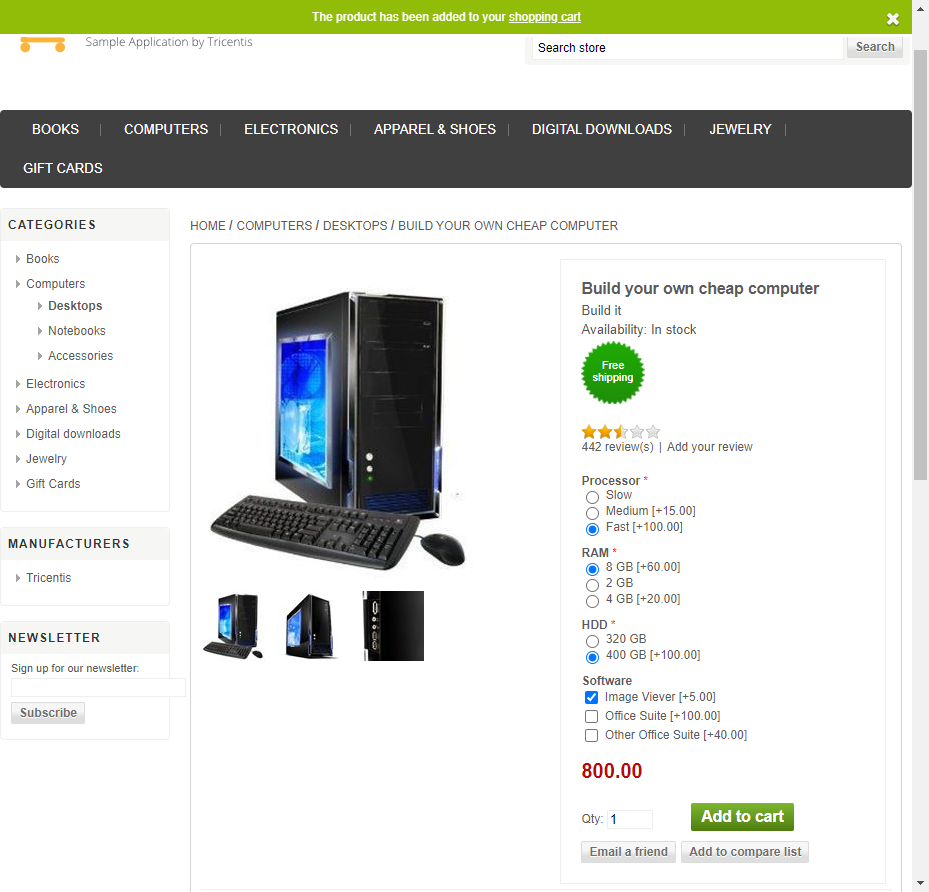 The product has been added to your shopping cart
Sample Application by Tricentis
Search store
Search
BOOKS
COMPUTERS
ELECTRONICS
APPAREL & SHOES
DIGITAL DOWNLOADS
JEWELRY
GIFT CARDS
CATEGORIES
Books
Computers
Desktops
Notebooks
Accessories
Electronics
Apparel & Shoes
Digital downloads
Jewelry
Gift Cards
MANUFACTURERS
Tricentis
NEWSLETTER
Sign up for our newsletter:
Subscribe
HOME / COMPUTERS / DESKTOPS / BUILD YOUR OWN CHEAP COMPUTER
Build your own cheap computer
Build it
Availability: In stock
Free
shipping
442 review(s) | Add your review
Processor *
Slow
Medium [+15.00]
Fast [+100.00]
RAM *
8 GB [+60.00]
2 GB
4 GB [+20.00]
HDD *
320 GB
400 GB [+100.00]
Software
Image Viever [+5.00]
Office Suite [+100.00]
Other Office Suite [+40.00]
800.00
Qty: 1
Add to cart
Email a friend
Add to compare list